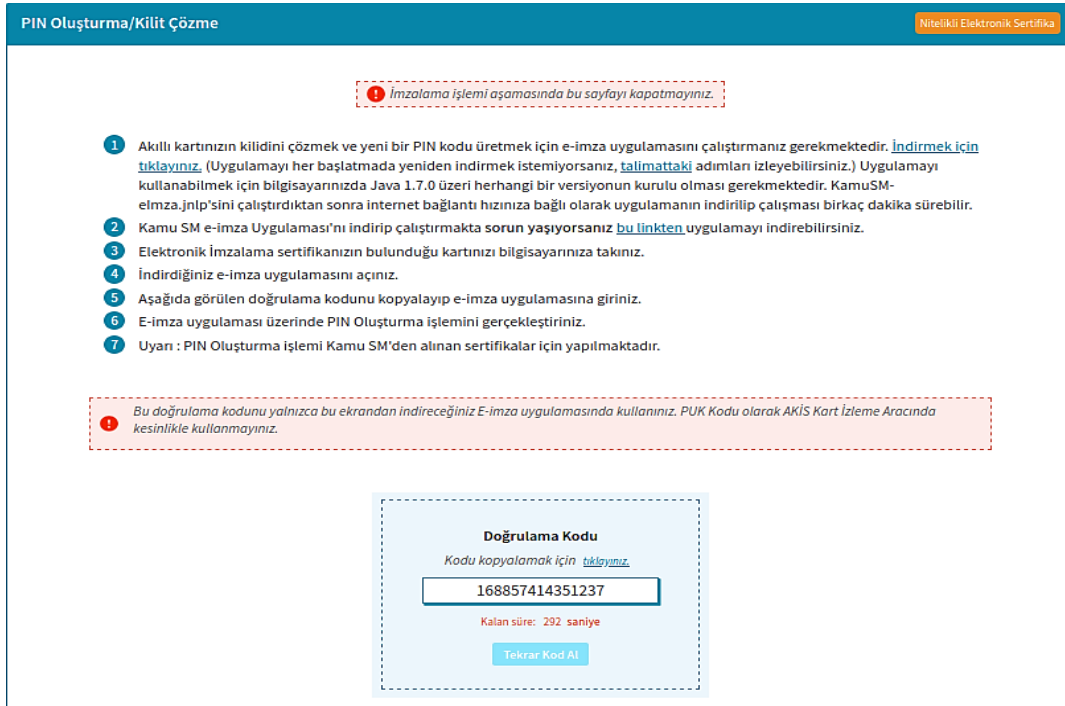 PIN Oluşturma/Kilit Çözme
Nitelikli Elektronik Sertifika
! İmzalama işlemi aşamasında bu sayfayı kapatmayınız.
1 Akıllı kartınızın kilidini çözmek ve yeni bir PIN kodu üretmek için e-imza uygulamasını çalıştırmanız gerekmektedir. İndirmek için
tıklayınız. (Uygulamayı her başlatmada yeniden indirmek istemiyorsanız, talimattaki adımları izleyebilirsiniz.) Uygulamayı
kullanabilmek için bilgisayarınızda Java 1.7.0 üzeri herhangi bir versiyonun kurulu olması gerekmektedir. KamuSM-
eImza.jnlp'sini çalıştırdıktan sonra internet bağlantı hızınıza bağlı olarak uygulamanın indirilip çalışması birkaç dakika sürebilir.
2 Kamu SM e-imza Uygulaması'nı indirip çalıştırmakta sorun yaşıyorsanız bu linkten uygulamayı indirebilirsiniz.
3 Elektronik İmzalama sertifikanızın bulunduğu kartınızı bilgisayarınıza takınız.
4 İndirdiğiniz e-imza uygulamasını açınız.
5 Aşağıda görülen doğrulama kodunu kopyalayıp e-imza uygulamasına giriniz.
6 E-imza uygulaması üzerinde PIN Oluşturma işlemini gerçekleştiriniz.
7 Uyarı : PIN Oluşturma işlemi Kamu SM'den alınan sertifikalar için yapılmaktadır.
! Bu doğrulama kodunu yalnızca bu ekrandan indireceğiniz E-imza uygulamasında kullanınız. PUK Kodu olarak AKİS Kart İzleme Aracında
kesinlikle kullanmayınız.
Doğrulama Kodu
Kodu kopyalamak için tıklayınız.
168857414351237
Kalan süre: 292 saniye
Tekrar Kod Al